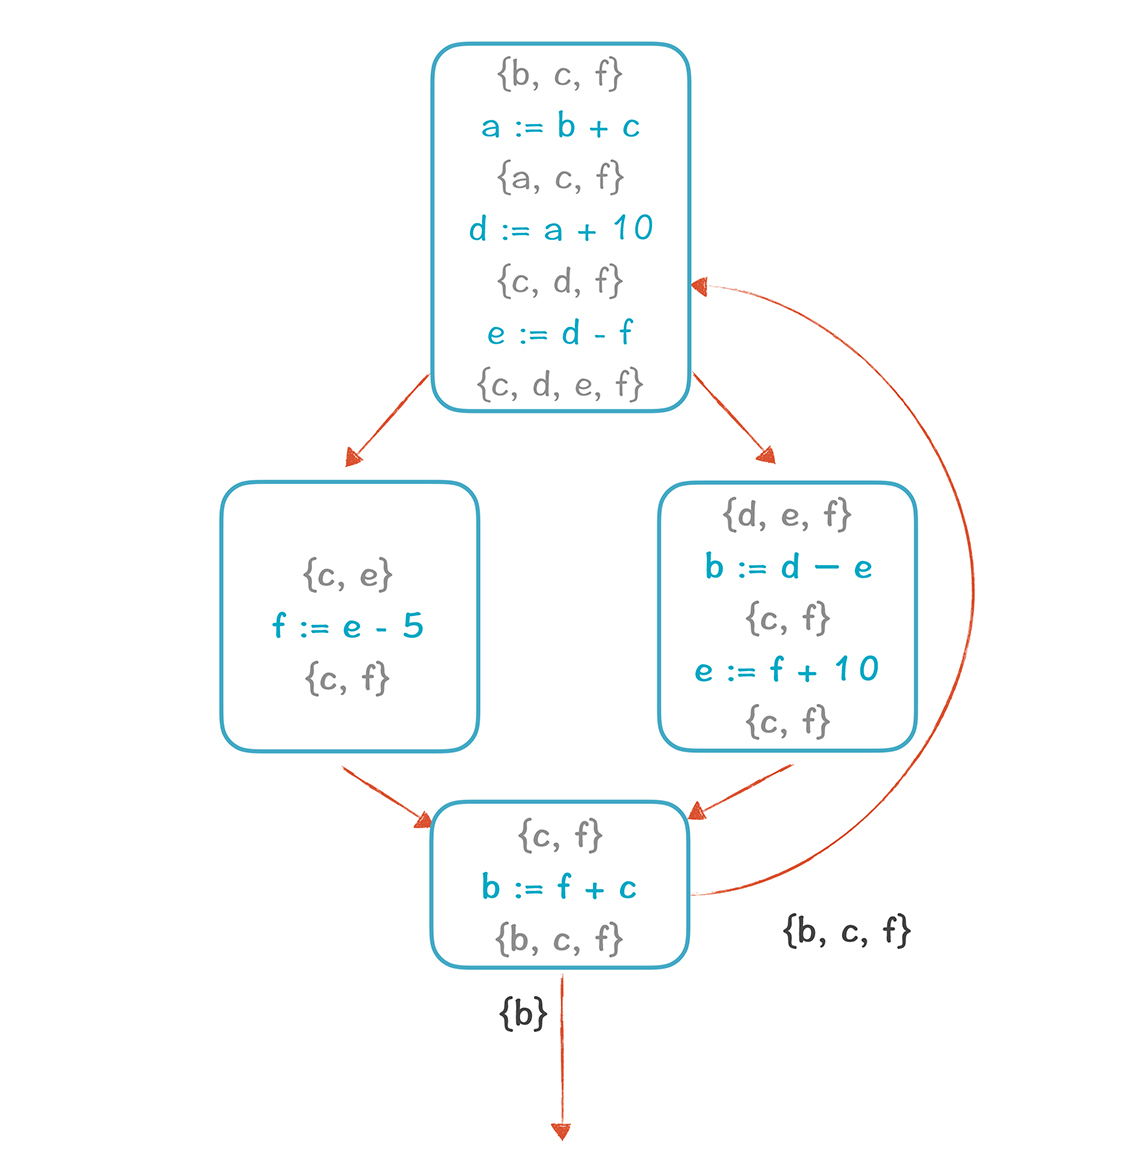 {b, c, f}
a := b + c
{a, c, f}
d := a + 10
{c, d, f}
e := d - f
{c, d, e, f}
{c, e}
f := e - 5
{c, f}
{d, e, f}
b := d — e
{c, f}
e := f + 10
{c, f}
{c, f}
b := f + c
{b, c, f}
{b, c, f}
{b}